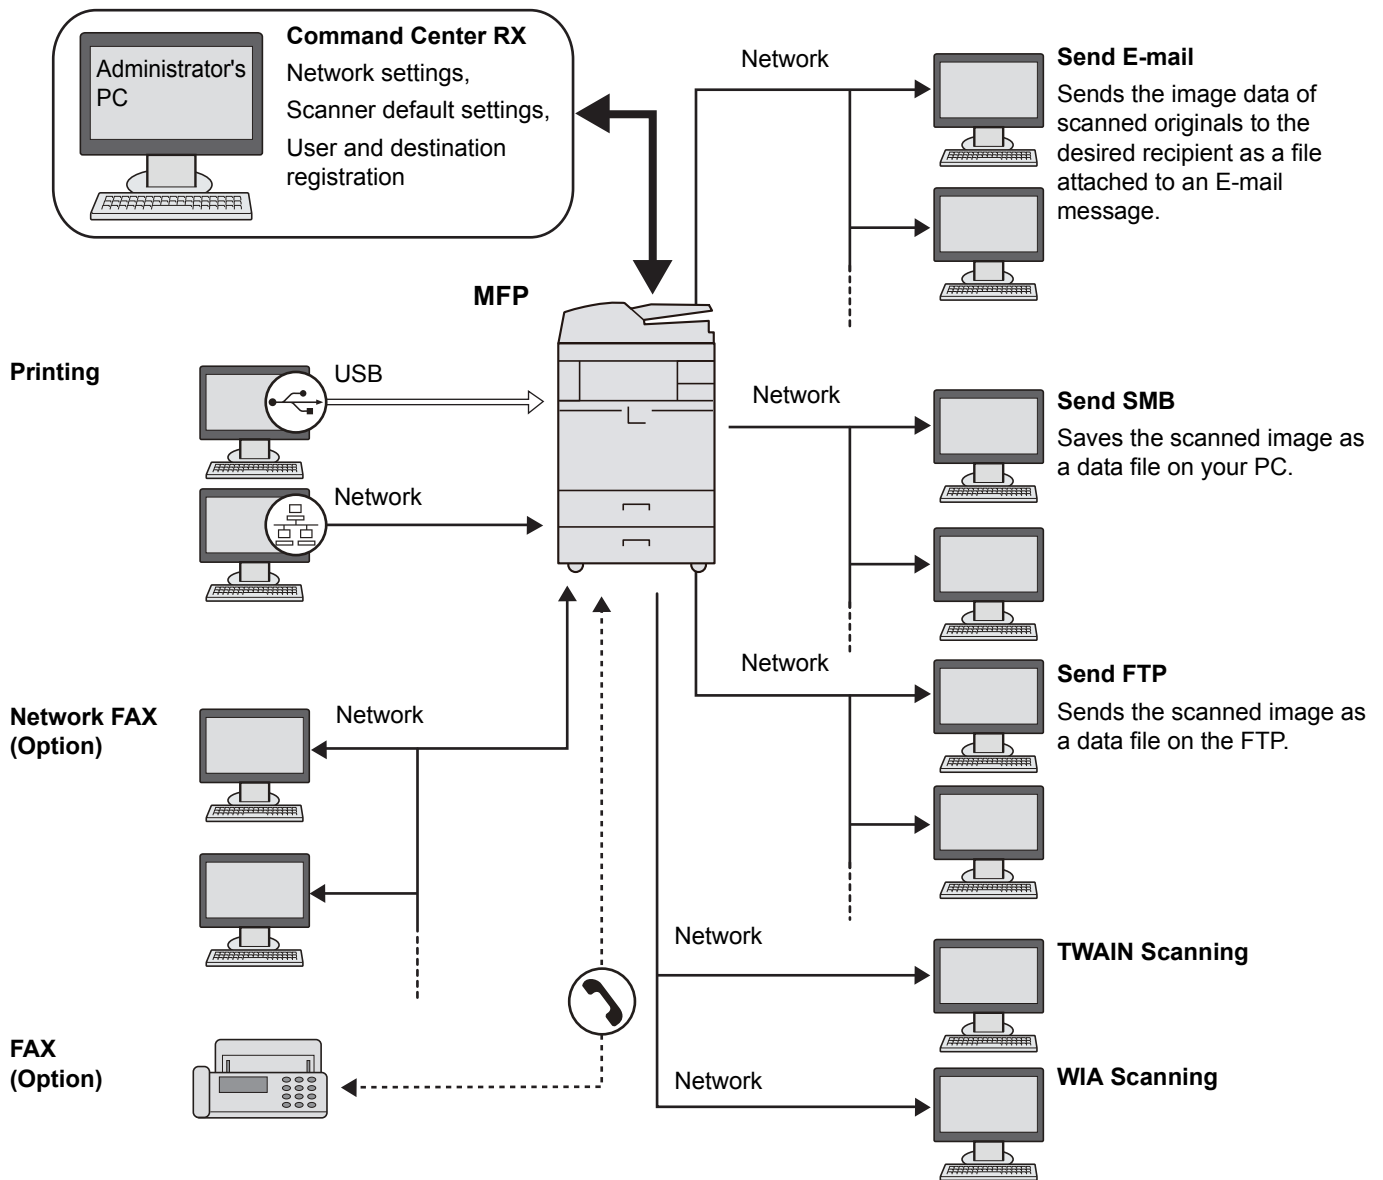 Administrator's
PC
Command Center RX
Network settings,
Scanner default settings,
User and destination
registration
Network
Send E-mail
Sends the image data of
scanned originals to the
desired recipient as a file
attached to an E-mail
message.
MFP
Printing
USB
Network
Network
Send SMB
Saves the scanned image as
a data file on your PC.
Network
Send FTP
Sends the scanned image as
a data file on the FTP.
Network FAX
(Option)
Network
Network
TWAIN Scanning
FAX
(Option)
Network
WIA Scanning